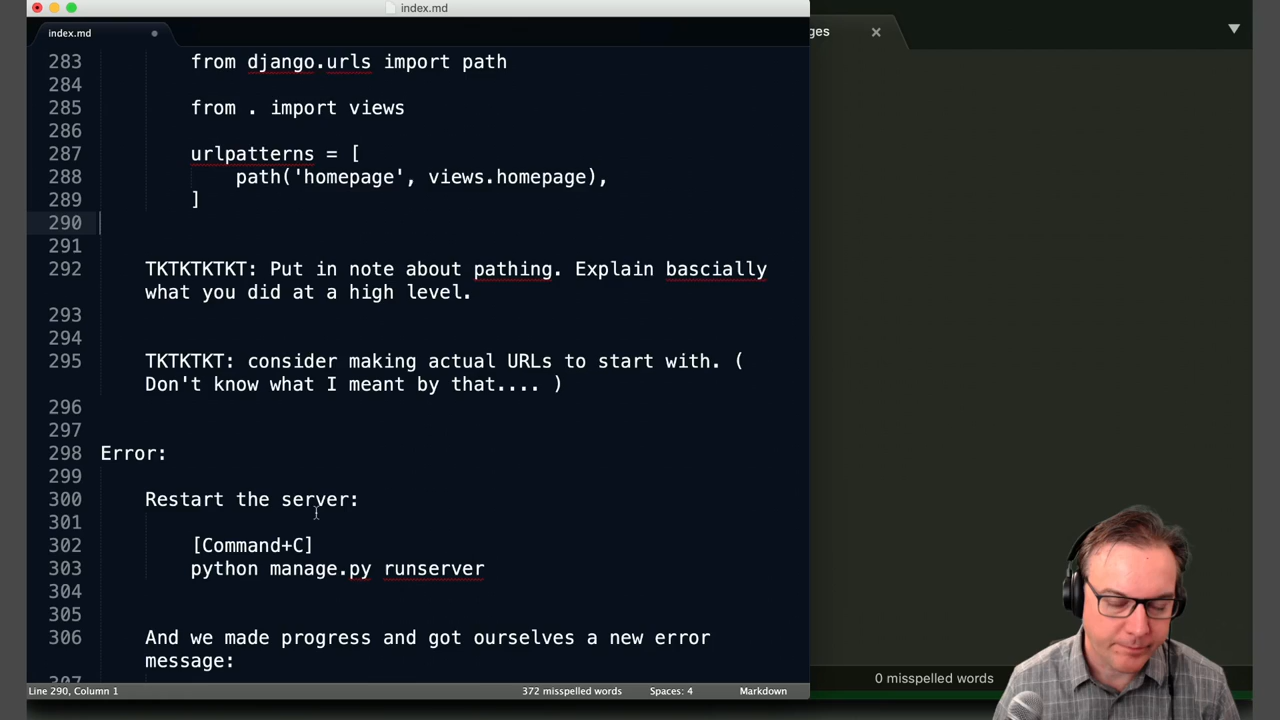 index.md
index.md
ges
283 from django.urls import path
284
285 from . import views
286
287 urlpatterns = [
288 path('homepage', views.homepage),
289 ]
290
291
292 TKTKTKTKT: Put in note about pathing. Explain bascially
what you did at a high level.
293
294
295 TKTKTKT: consider making actual URLs to start with. (
Don't know what I meant by that.... )
296
297
298 Error:
299
300 Restart the server:
301
302 [Command+C]
303 python manage.py runserver
304
305
306 And we made progress and got ourselves a new error
message:
307
Line 290, Column 1
372 misspelled words
Spaces: 4
Markdown
0 misspelled words